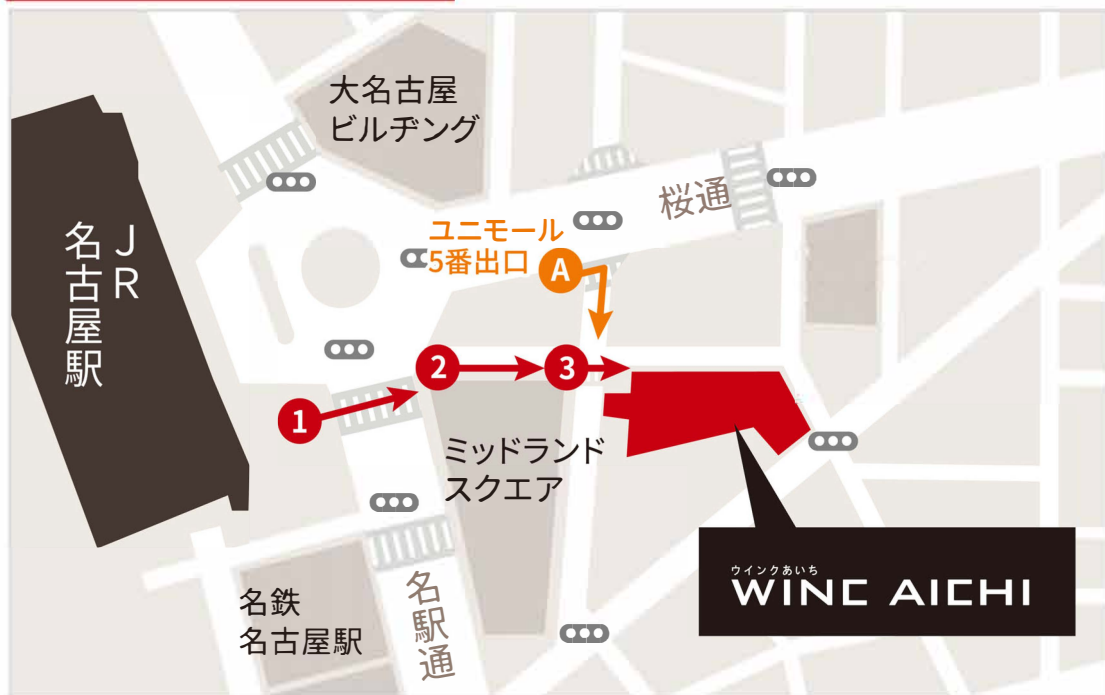 大名古屋
ビルヂング
桜通
ユニモール
5番出口
A
JR
名古屋駅
2
3
1
ミッドランド
スクエア
ウインクあいち
WINC AICHI
名鉄
名古屋駅
名駅通